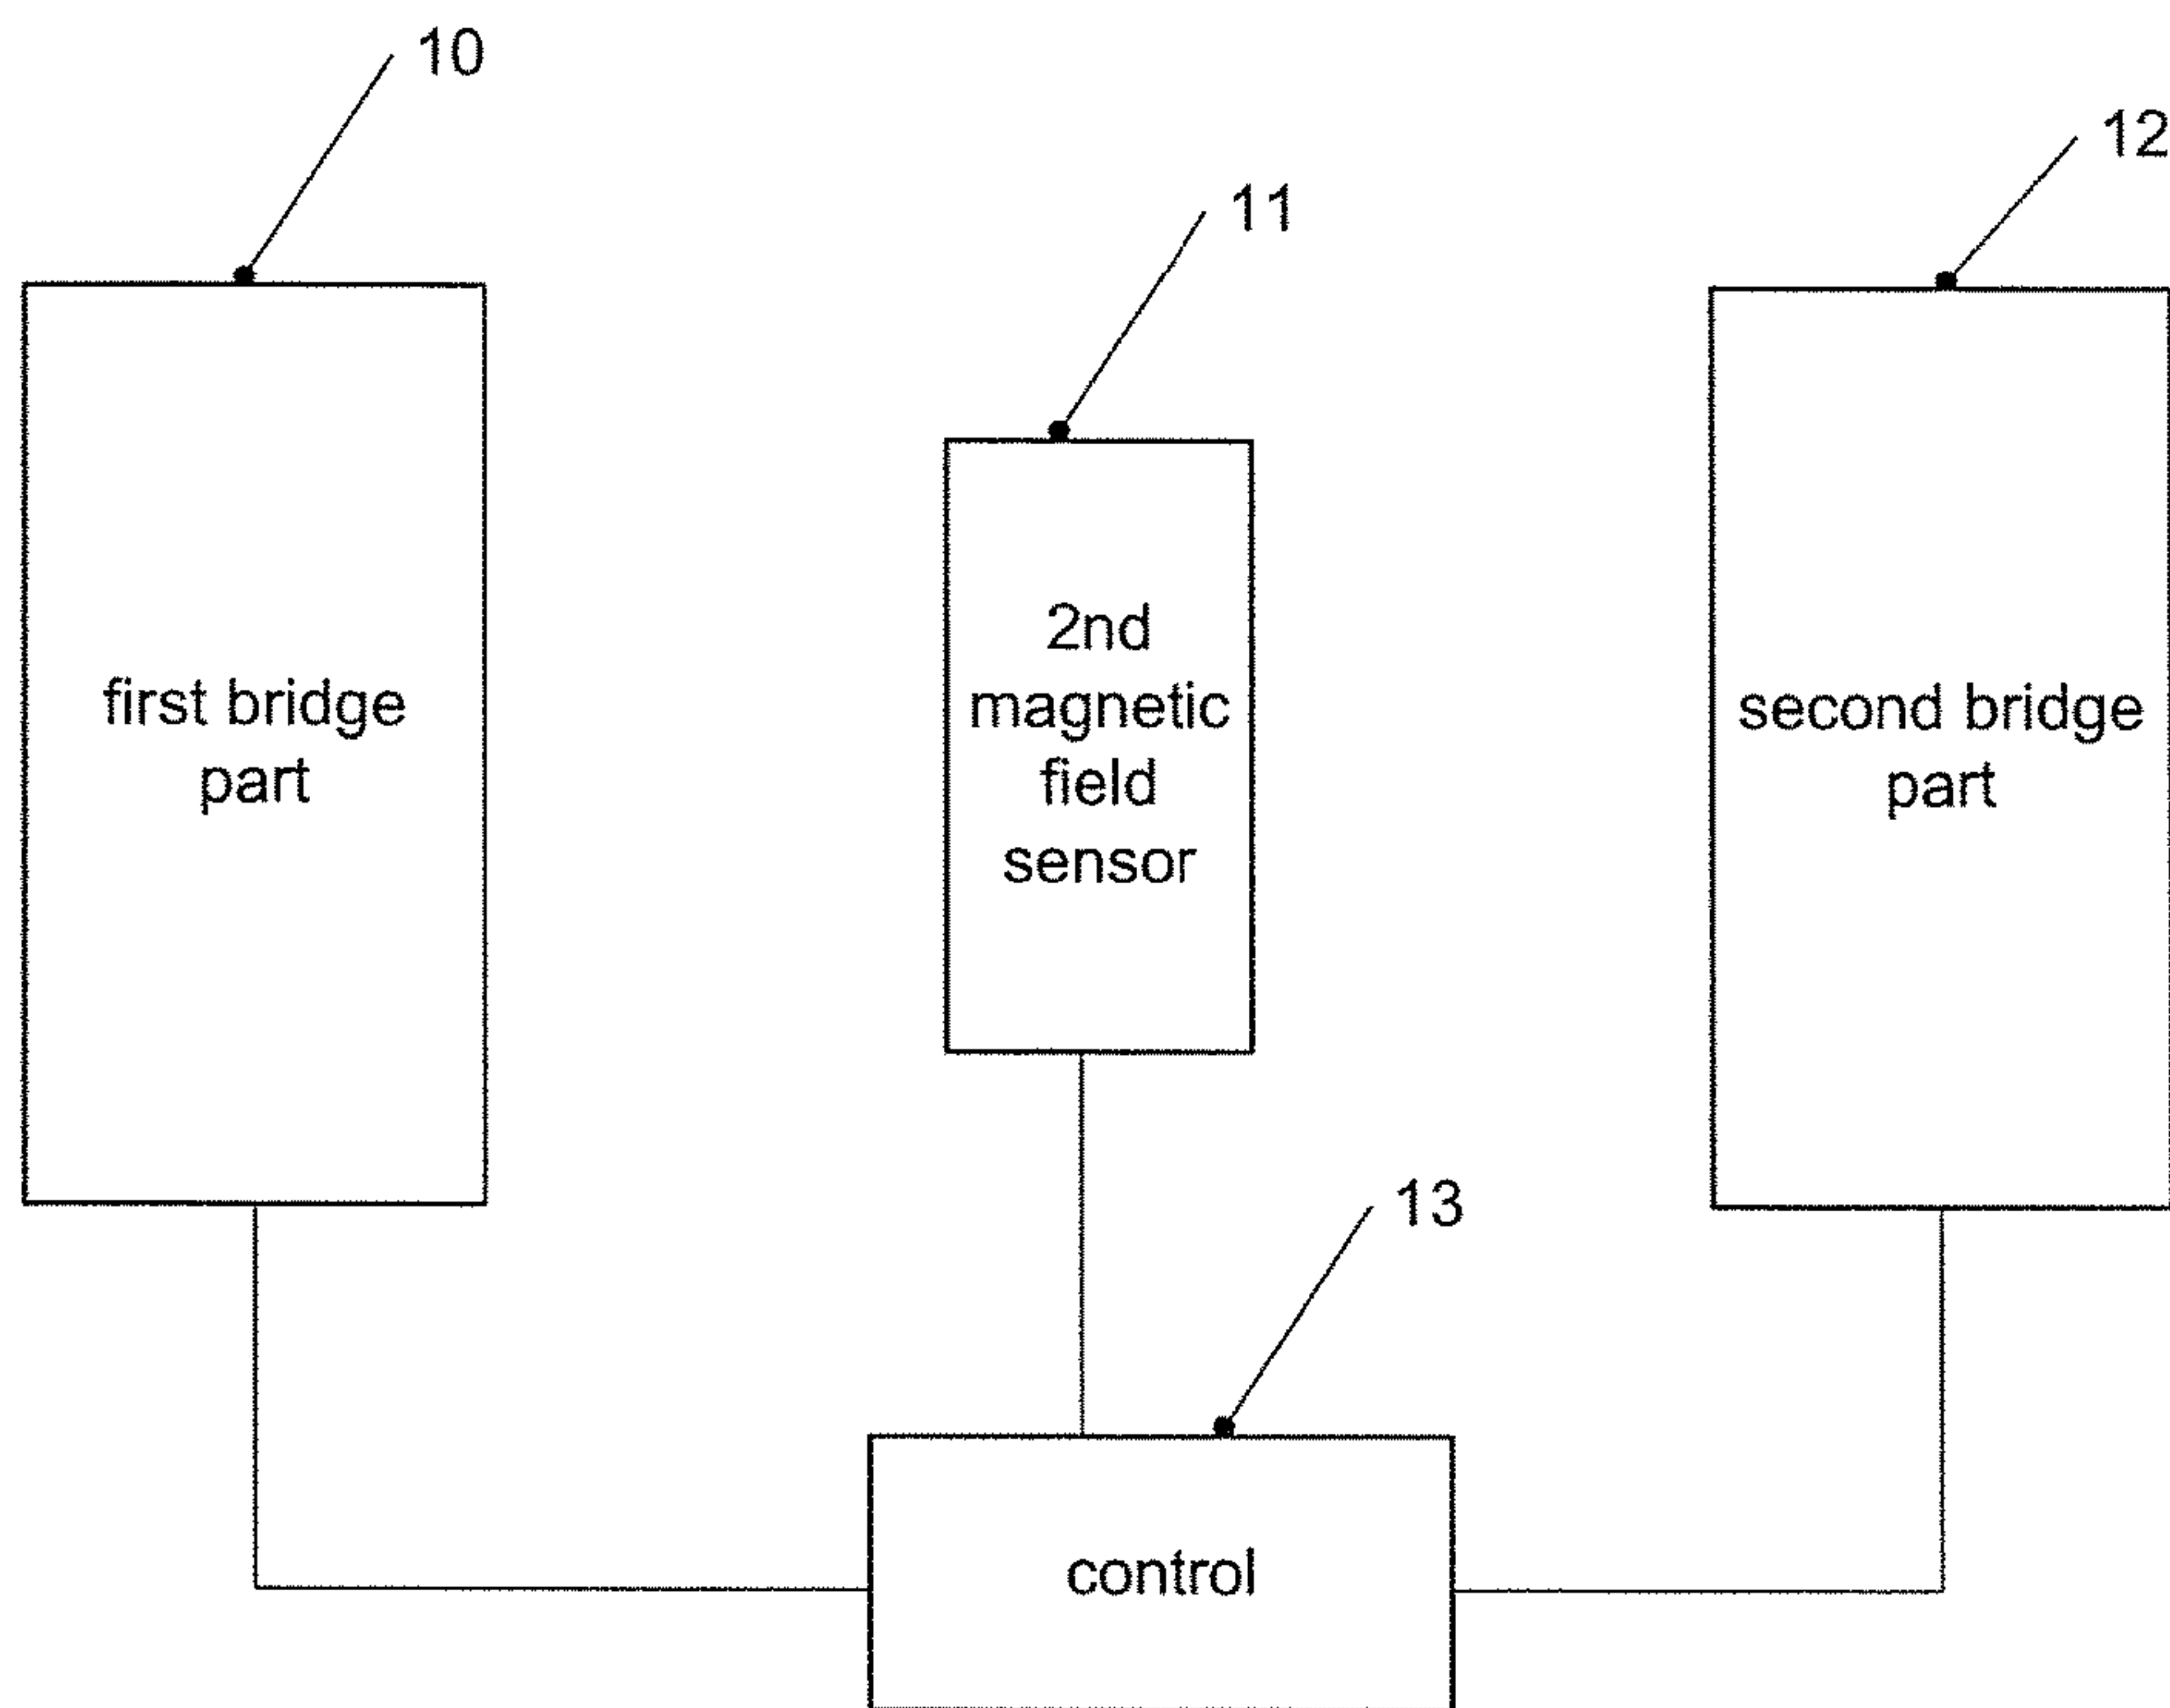 10
12
11
first bridge
part
2nd
magnetic
field
sensor
second bridge
part
13
control